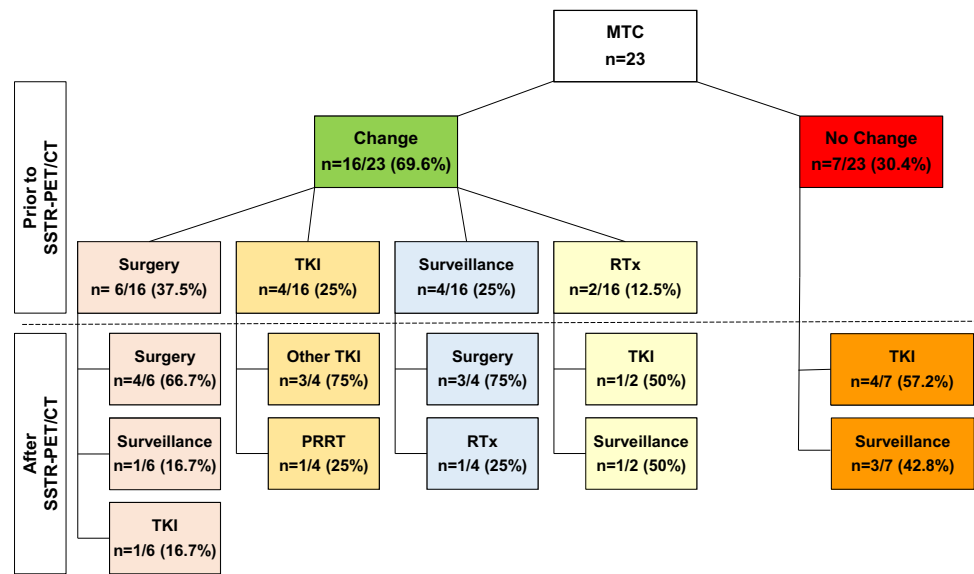 MTC
n=23
Prior to
SSTR-PET/CT
Change
n=16/23 (69.6%)
No Change
n=7/23 (30.4%)
Surgery
n= 6/16 (37.5%)
TKI
n=4/16 (25%)
Surveillance
n=4/16 (25%)
RTx
n=2/16 (12.5%)
After
SSTR-PET/CT
Surgery
n=4/6 (66.7%)
Other TKI
n=3/4 (75%)
Surgery
n=3/4 (75%)
TKI
n=1/2 (50%)
TKI
n=4/7 (57.2%)
Surveillance
n=1/6 (16.7%)
PRRT
n=1/4 (25%)
RTx
n=1/4 (25%)
Surveillance
n=1/2 (50%)
Surveillance
n=3/7 (42.8%)
TKI
n=1/6 (16.7%)